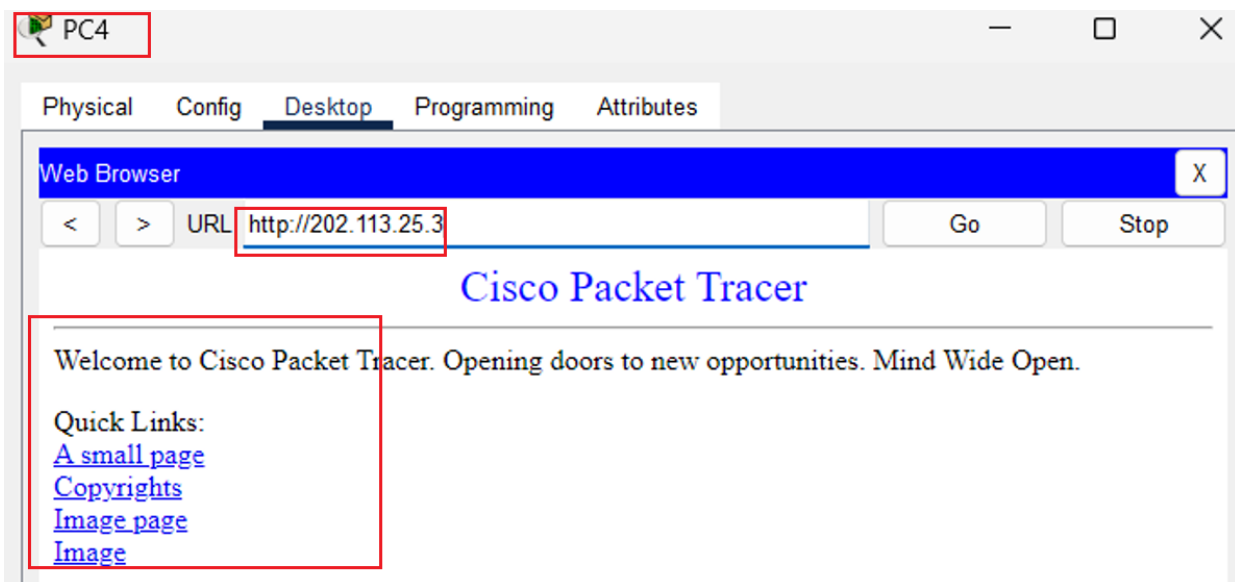 PC4
Physical Config Desktop Programming Attributes
Web Browser X
< > URL http://202.113.25.3 Go Stop
Cisco Packet Tracer
Welcome to Cisco Packet Tracer. Opening doors to new opportunities. Mind Wide Open.
Quick Links:
A small page
Copyrights
Image page
Image